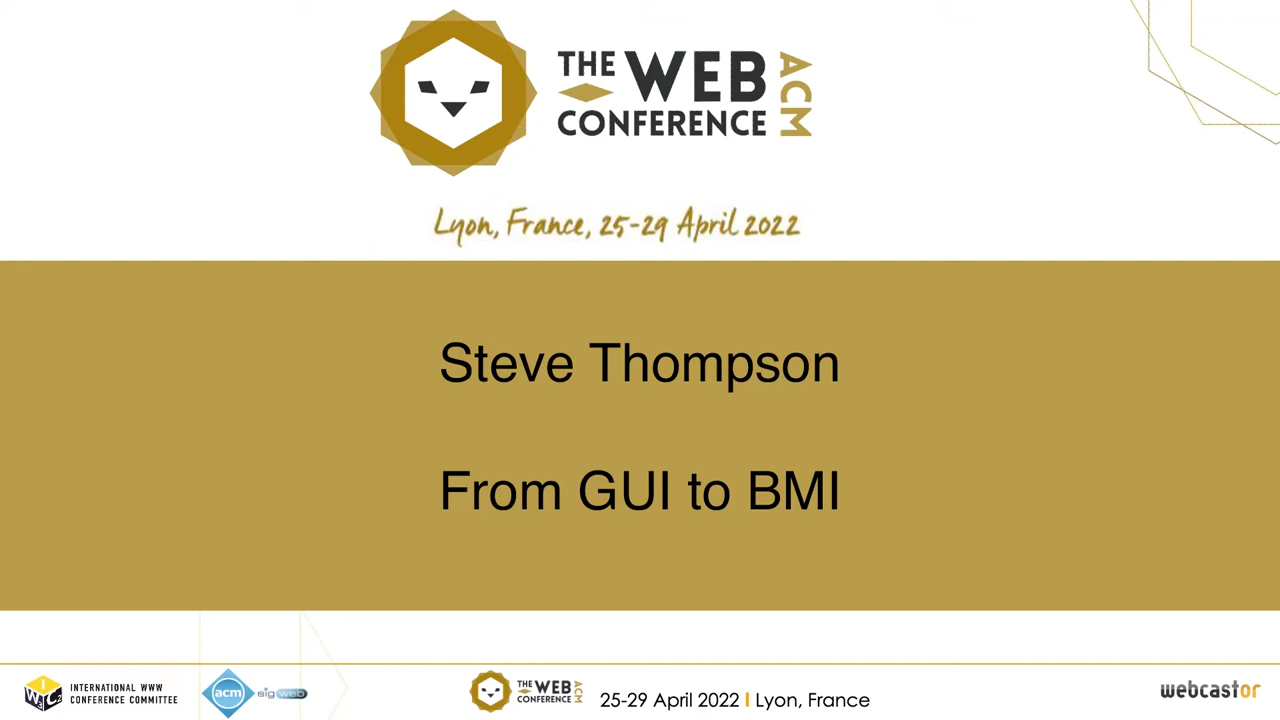 THE WEB ACM
CONFERENCE
Lyon, France, 25-29 April 2022
Steve Thompson
From GUI to BMI
INTERNATIONAL WWW
CONFERENCE COMMITTEE
acm sigweb
THE WEB ACM
CONFERENCE
25-29 April 2022 I Lyon, France
webcastor